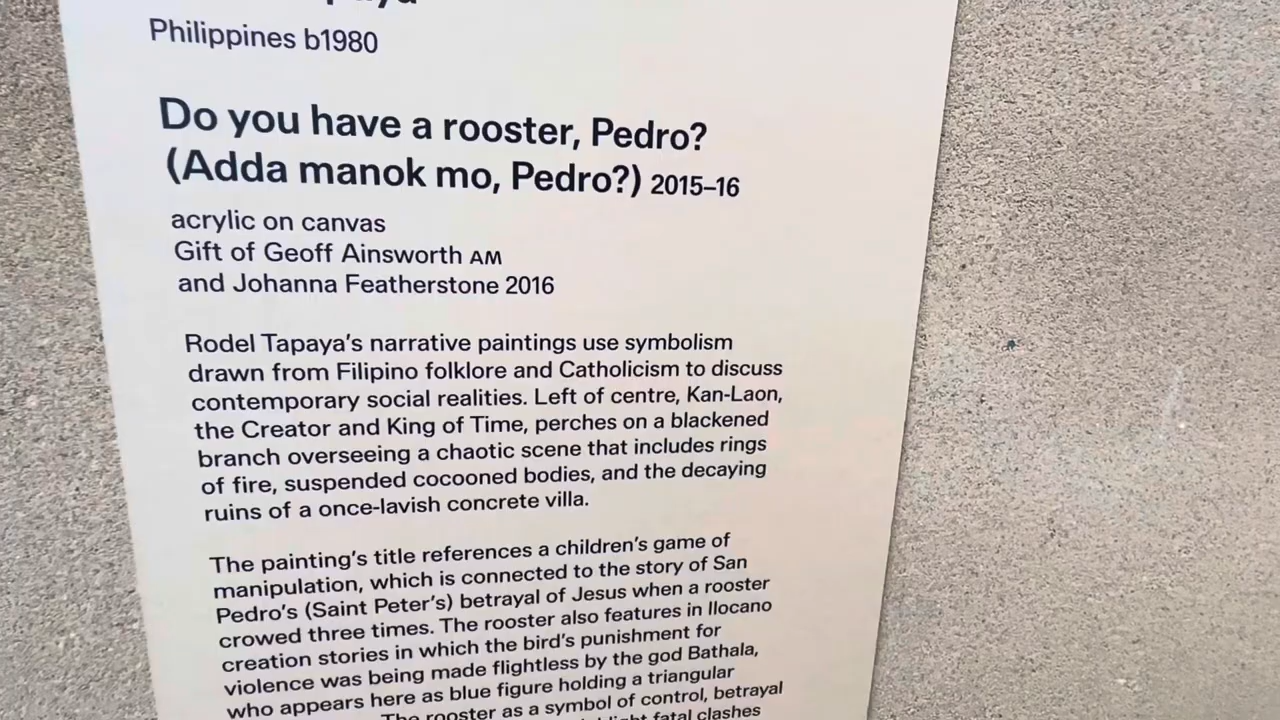 Philippines b1980
Do you have a rooster, Pedro?
(Adda manok mo, Pedro?) 2015–16
acrylic on canvas
Gift of Geoff Ainsworth AM
and Johanna Featherstone 2016
Rodel Tapaya's narrative paintings use symbolism
drawn from Filipino folklore and Catholicism to discuss
contemporary social realities. Left of centre, Kan-Laon,
the Creator and King of Time, perches on a blackened
branch overseeing a chaotic scene that includes rings
of fire, suspended cocooned bodies, and the decaying
ruins of a once-lavish concrete villa.
The painting's title references a children's game of
manipulation, which is connected to the story of San
Pedro's (Saint Peter's) betrayal of Jesus when a rooster
crowed three times. The rooster also features in Ilocano
creation stories in which the bird's punishment for
violence was being made flightless by the god Bathala,
who appears here as blue figure holding a triangular
The rooster as a symbol of control, betrayal
fatal clashes